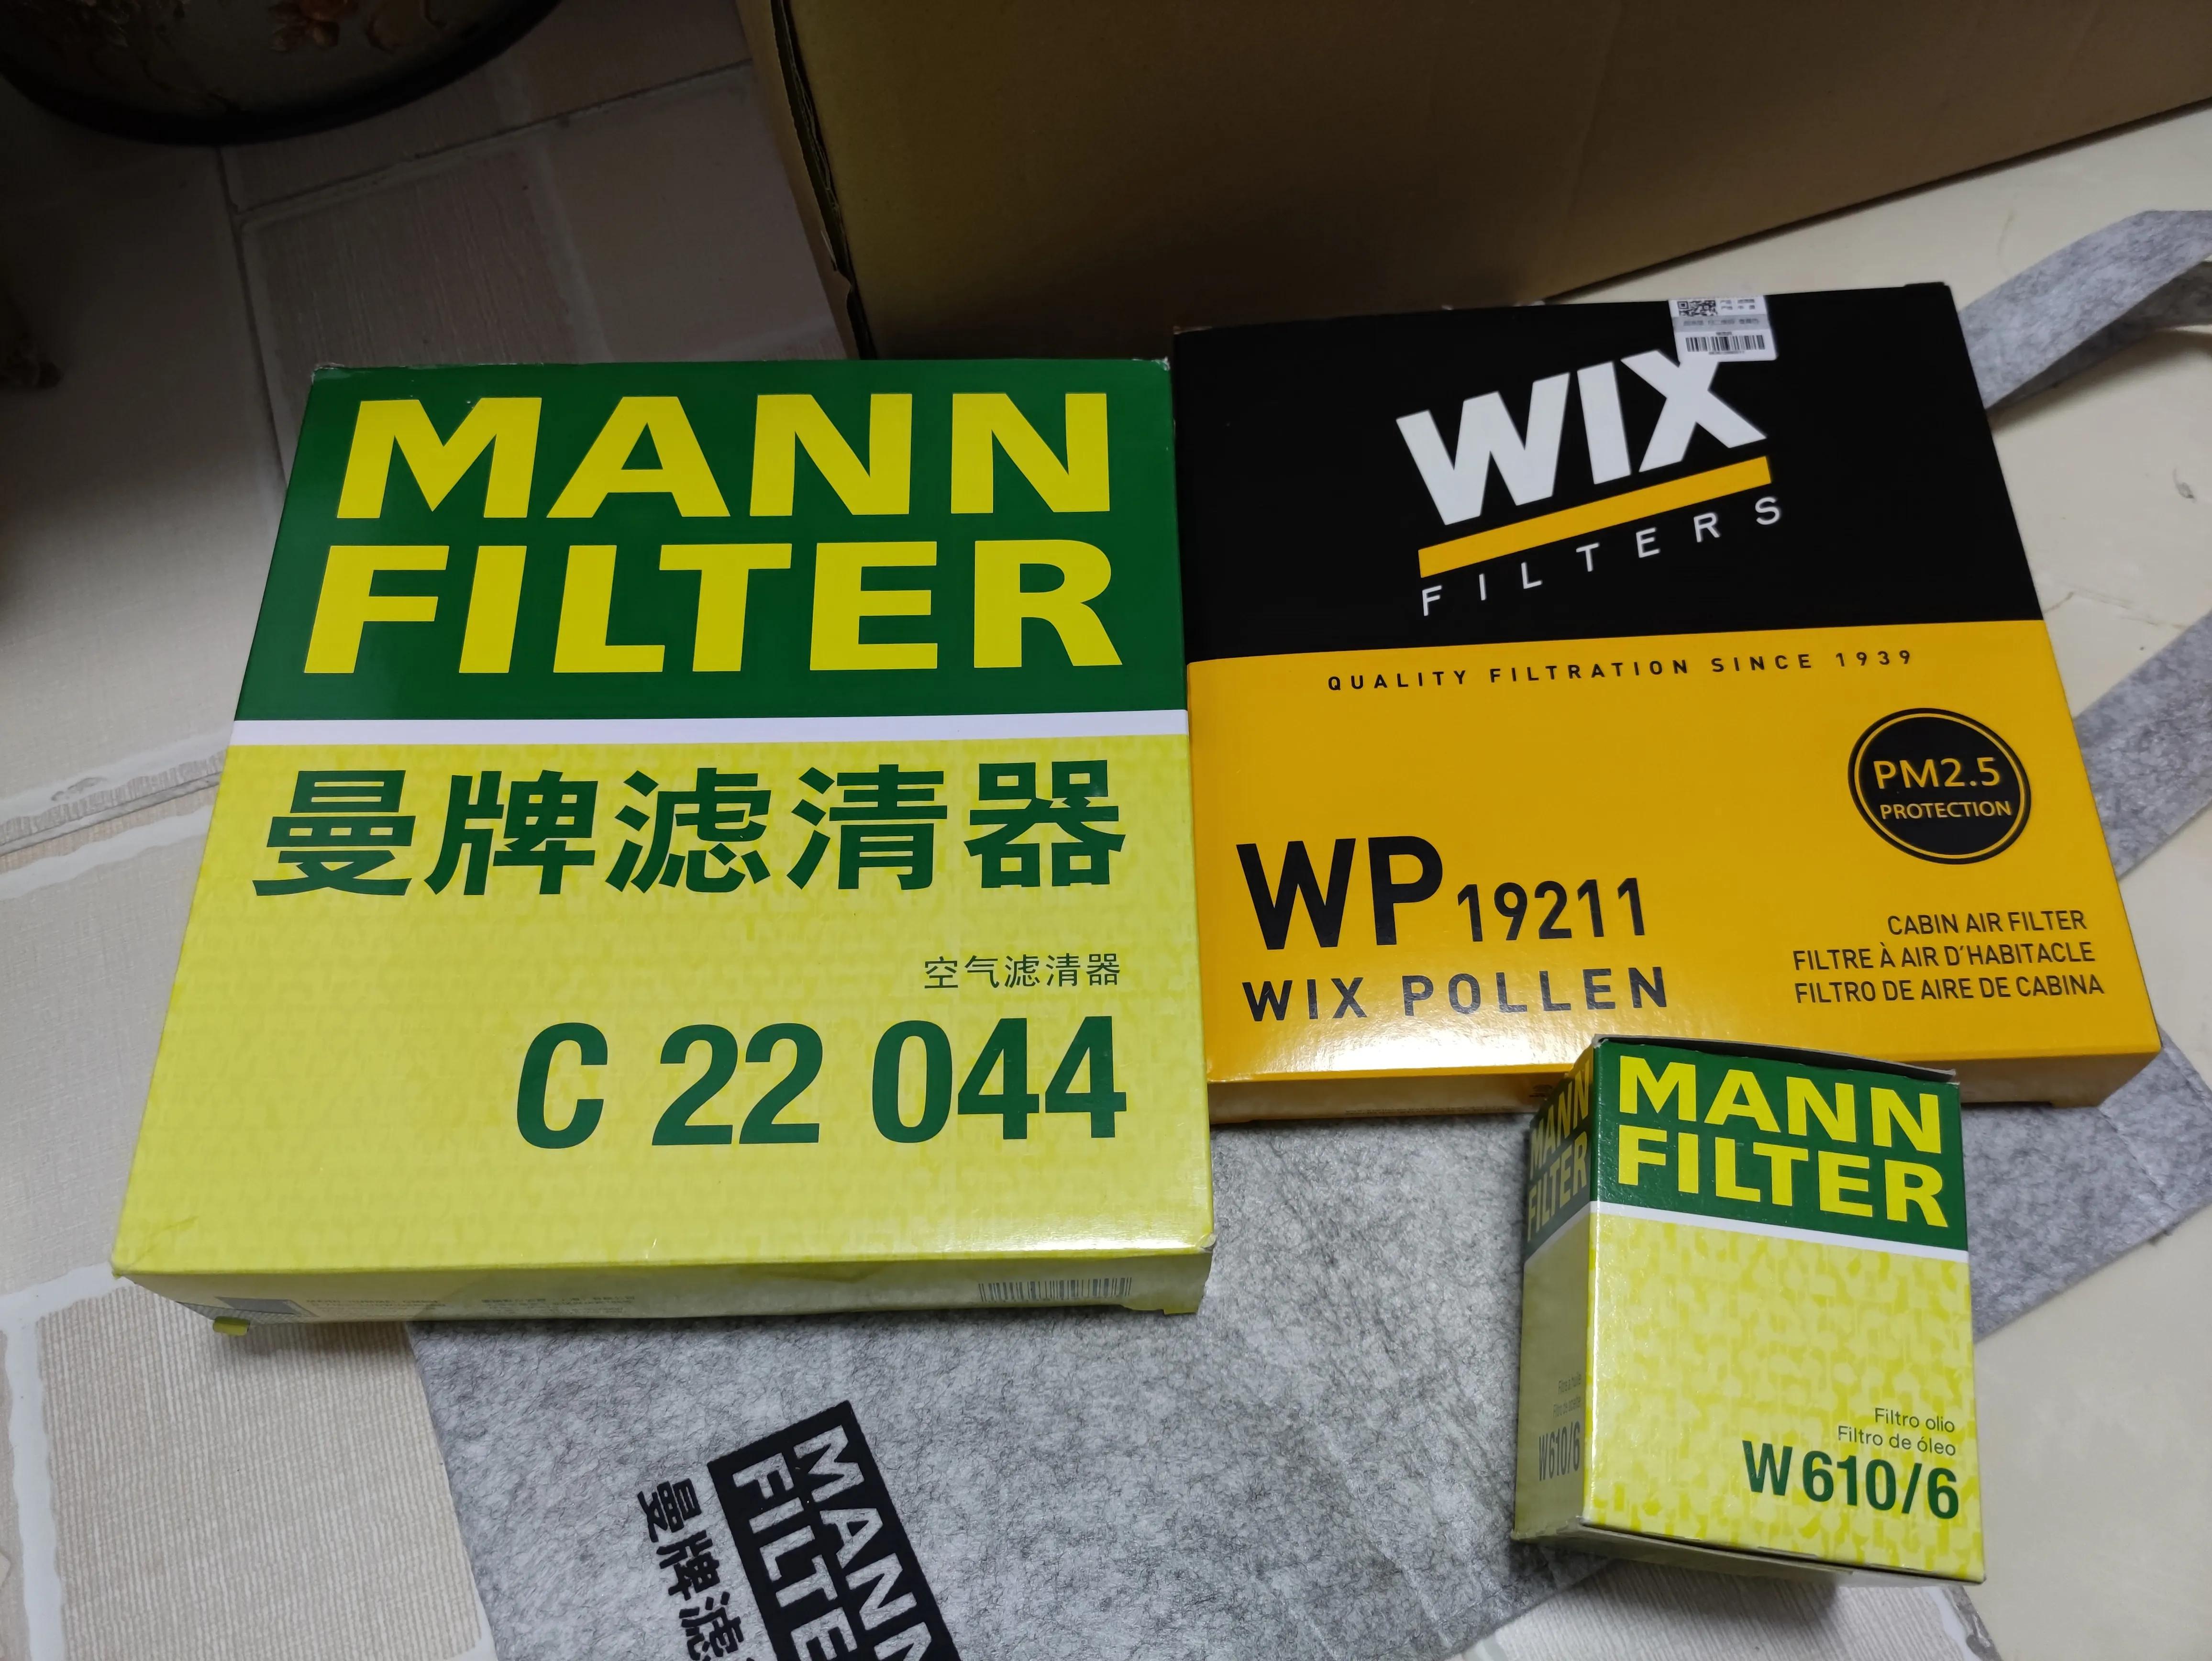 MANN
FILTER
曼牌滤清器
空气滤清器
C 22 044
WIX
FILTERS
QUALITY FILTRATION SINCE 1939
PM2.5
PROTECTION
WP 19211
WIX POLLEN
CABIN AIR FILTER
FILTRE À AIR D'HABITACLE
FILTRO DE AIRE DE CABINA
MANN
FILTER
W610/6
MANN
FILTER
Filtro olio
Filtro de óleo
W 610/6
MANN
FILTE
曼牌滤